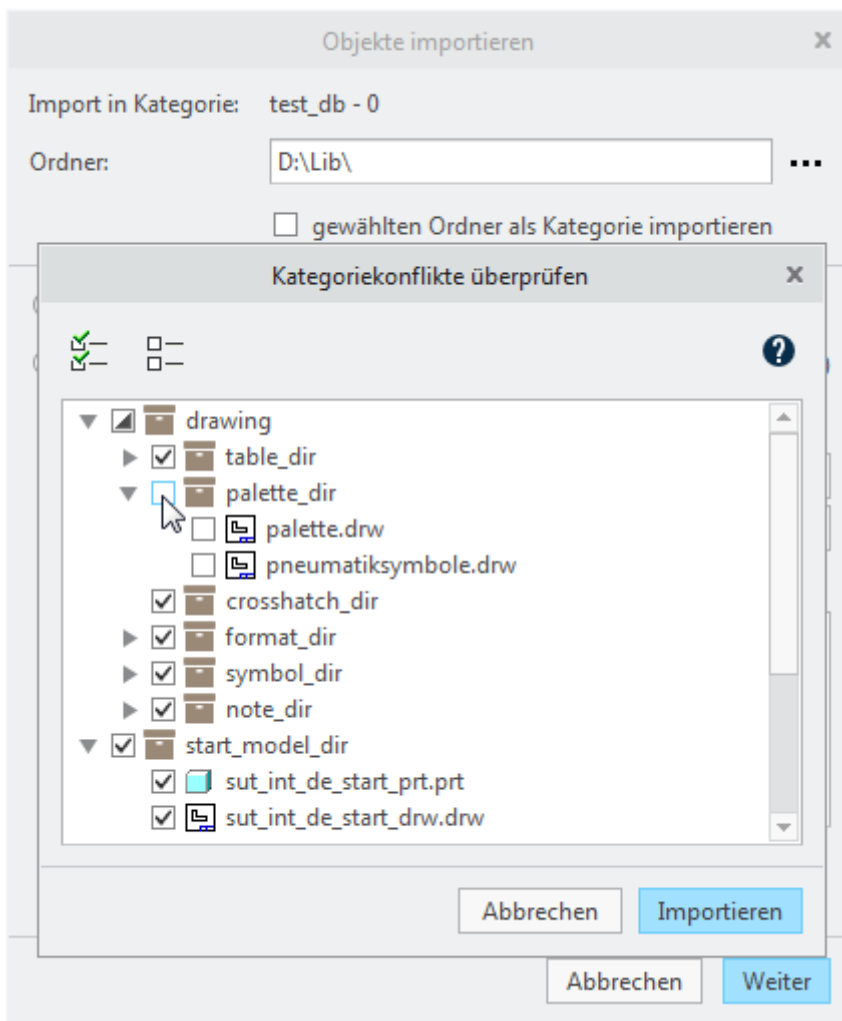 Objekte importieren
Import in Kategorie: test_db - 0
Ordner: D:\Lib\
gewählten Ordner als Kategorie importieren
Kategoriekonflikte überprüfen
drawing
table_dir
palette_dir
palette.drw
pneumatiksymbole.drw
crosshatch_dir
format_dir
symbol_dir
note_dir
start_model_dir
sut_int_de_start_prt.prt
sut_int_de_start_drw.drw
Abbrechen Importieren
Abbrechen Weiter